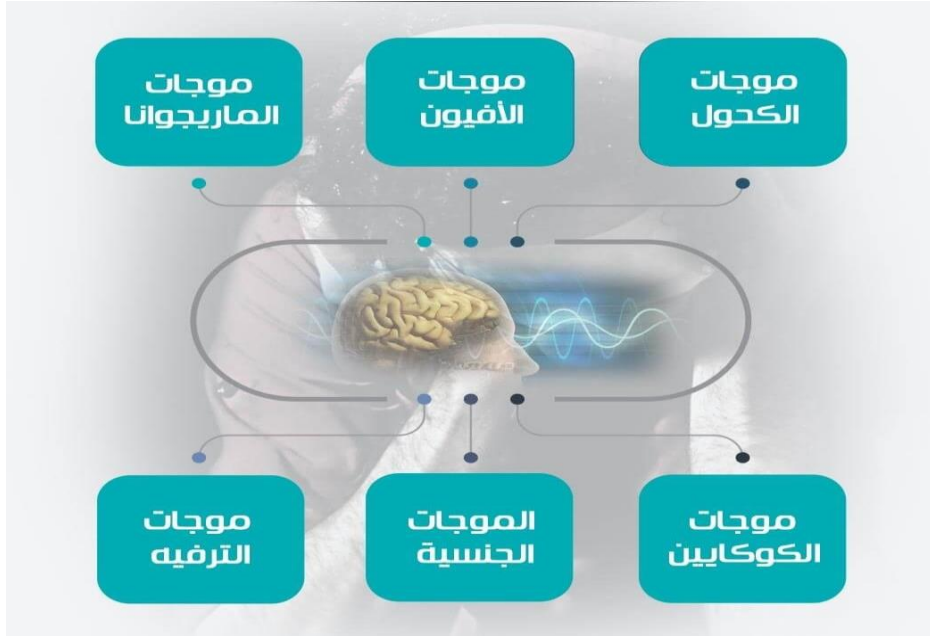 موجات
الكحول
موجات
الأفيون
موجات
الماريجوانا
موجات
الكوكايين
الموجات
الجنسية
موجات
الترفيه